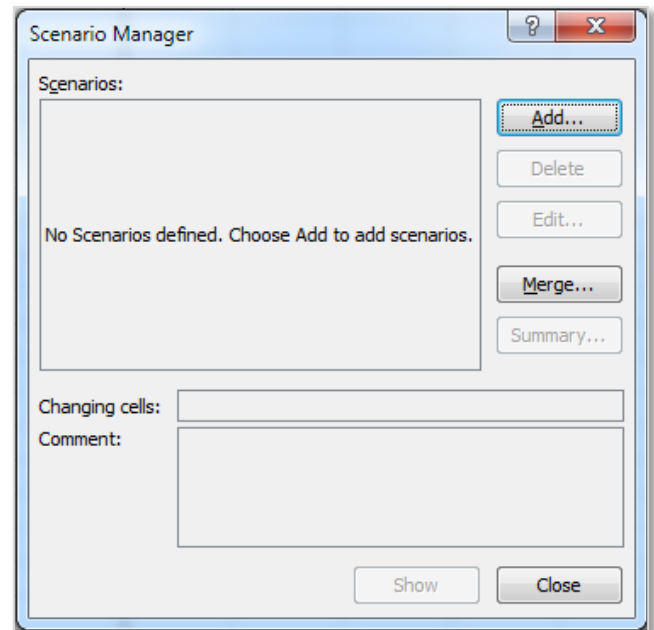 Scenario Manager
Scenarios:
Add...
Delete
Edit...
No Scenarios defined. Choose Add to add scenarios.
Merge...
Summary...
Changing cells:
Comment:
Show
Close